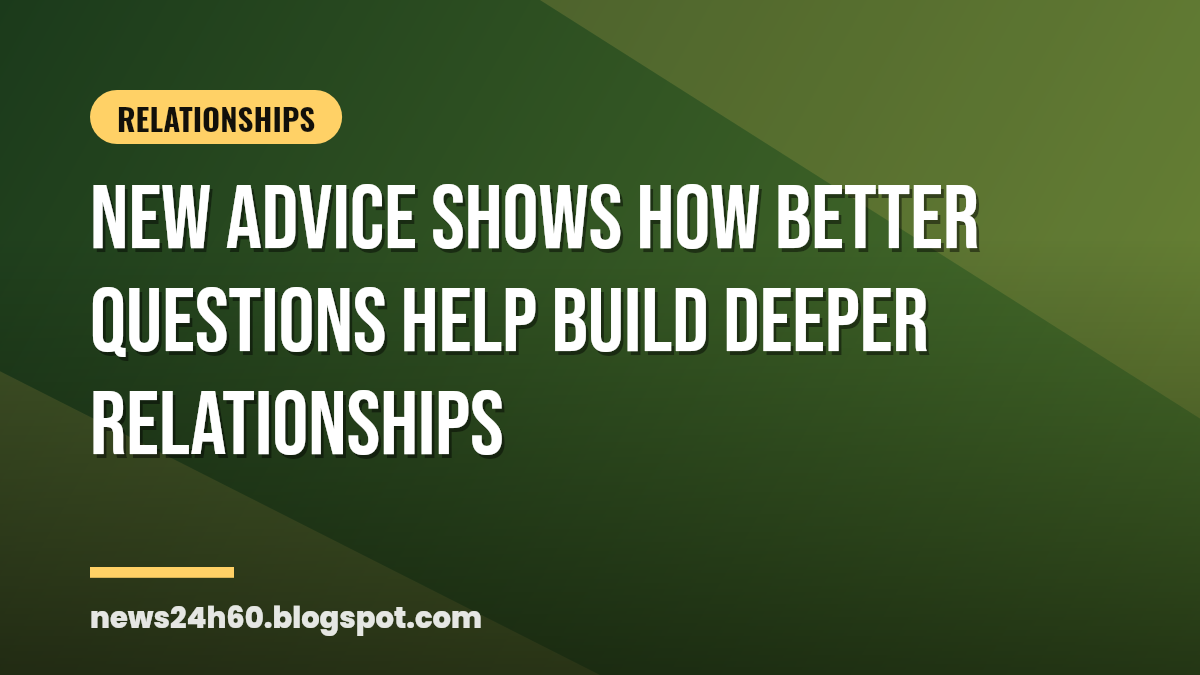 RELATIONSHIPS
NEW ADVICE SHOWS HOW BETTER
QUESTIONS HELP BUILD DEEPER
RELATIONSHIPS
news24h60.blogspot.com